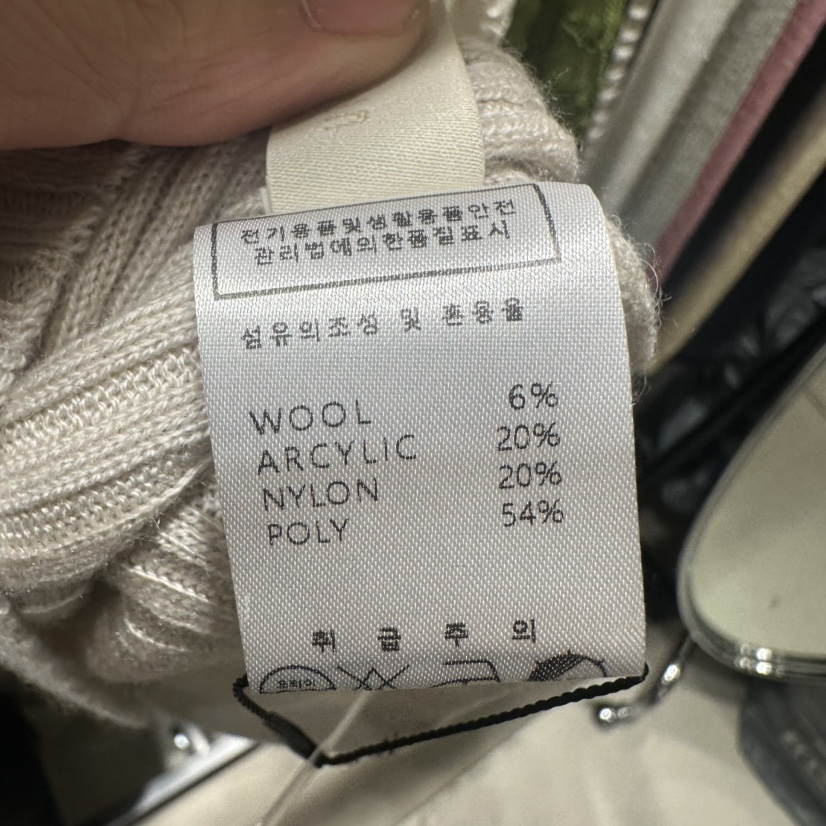 전기용품및생활용품안전
관리법에의한품질표시
섬유의조성 및 혼용율
WOOL 6%
ARCYLIC 20%
NYLON 20%
POLY 54%
취 급 주 의